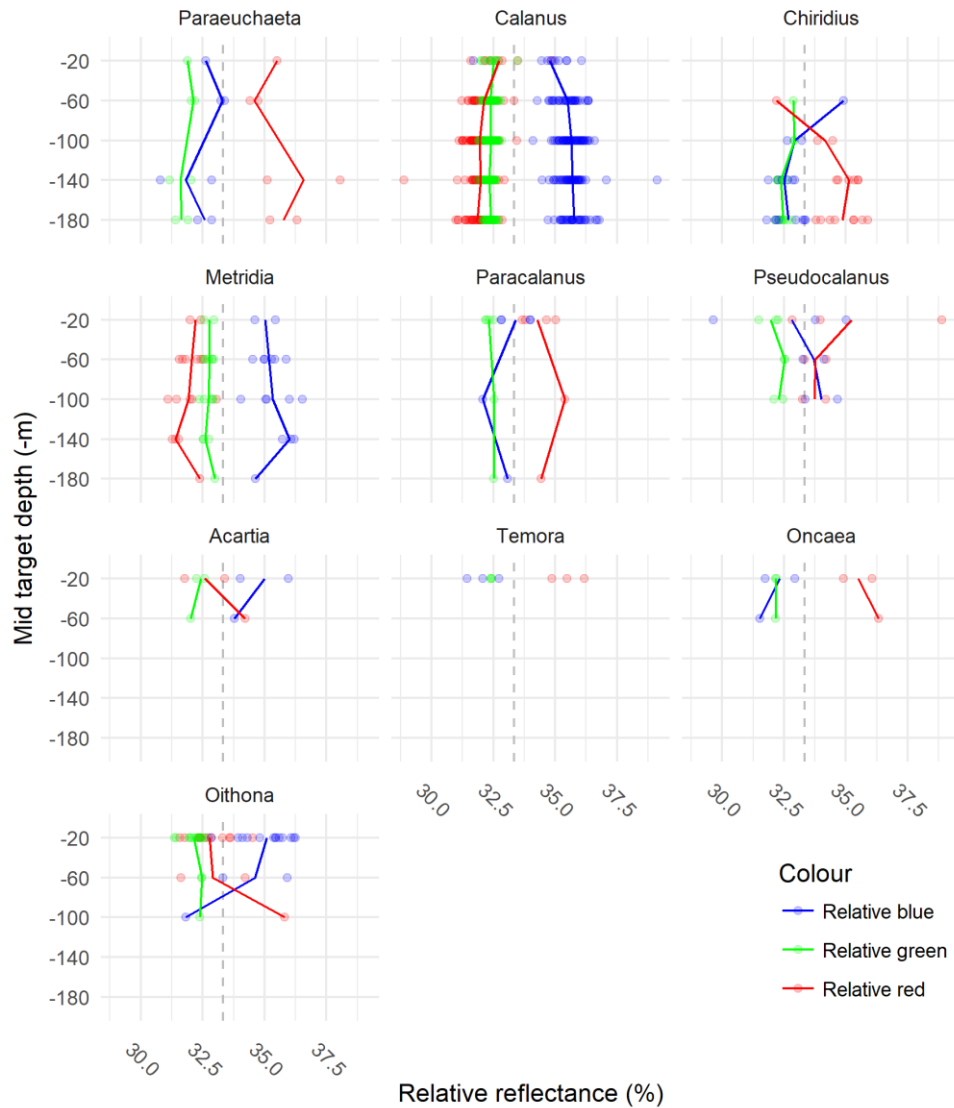 Paraeuchaeta Calanus Chiridius
-20
-60
-100
-140
-180
Metridia Paracalanus Pseudocalanus
-20
-60
-100
-140
-180
Acartia Temora Oncaea
-20
-60
-100
-140
-180
30.0 32.5 35.0 37.5 30.0 32.5 35.0 37.5
Oithona
-20
-60
-100
-140
-180
30.0 32.5 35.0 37.5
Mid target depth (-m)
Relative reflectance (%)
Colour
Relative blue
Relative green
Relative red